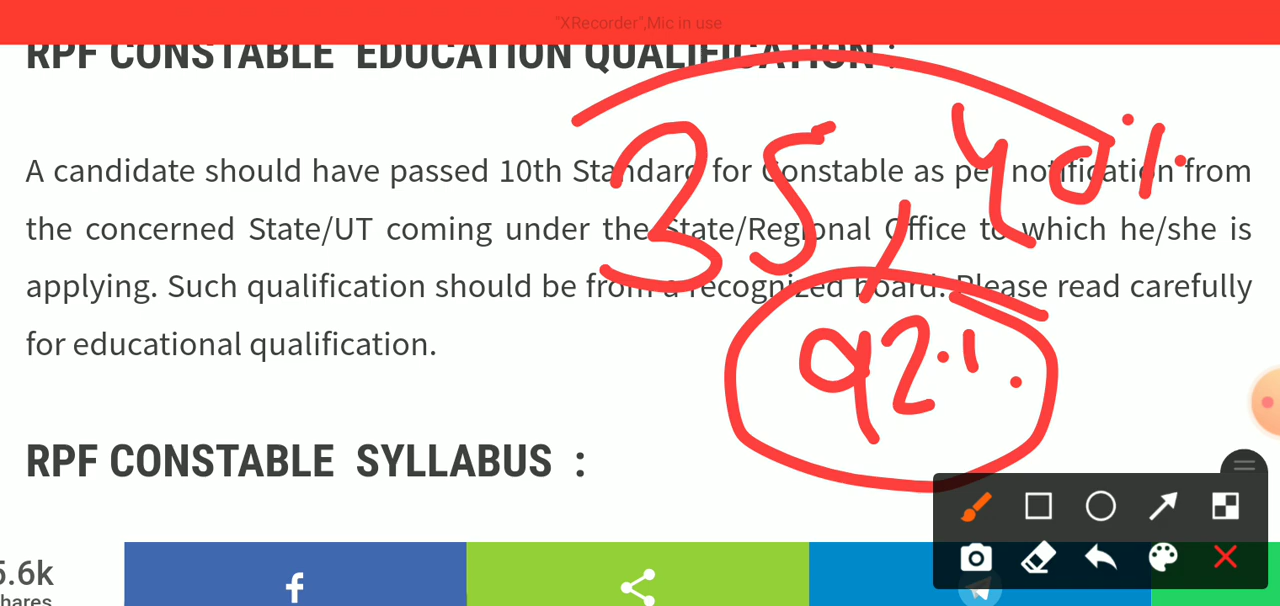 "XRecorder",Mic in use
RPF CONSTABLE EDUCATION QUALIFICATION :
35, 40%.
A candidate should have passed 10th Standard for Constable as per notification from
the concerned State/UT coming under the State/Regional Office to which he/she is
applying. Such qualification should be from a recognized board. Please read carefully
for educational qualification.
92%.
RPF CONSTABLE SYLLABUS :
5.6k
hares
f